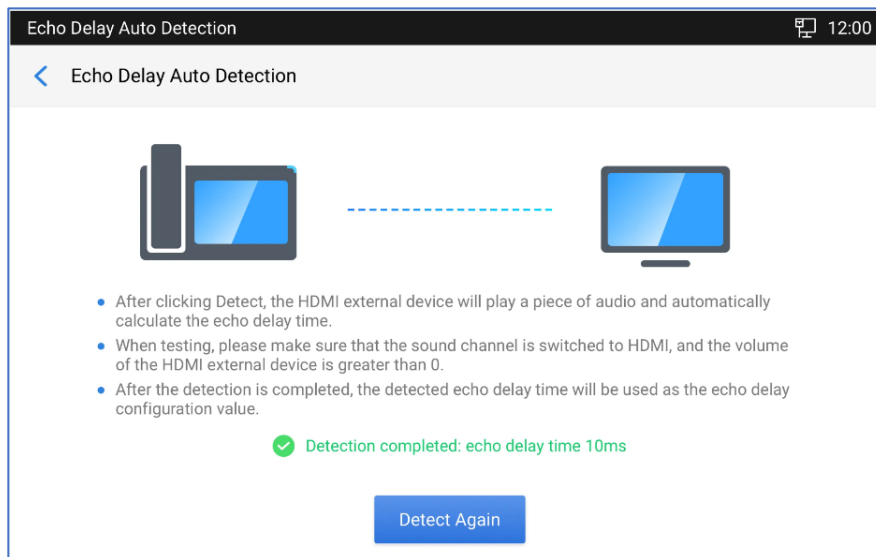 Echo Delay Auto Detection 12:00
Echo Delay Auto Detection
After clicking Detect, the HDMI external device will play a piece of audio and automatically
calculate the echo delay time.
When testing, please make sure that the sound channel is switched to HDMI, and the volume
of the HDMI external device is greater than 0.
After the detection is completed, the detected echo delay time will be used as the echo delay
configuration value.
Detection completed: echo delay time 10ms
Detect Again